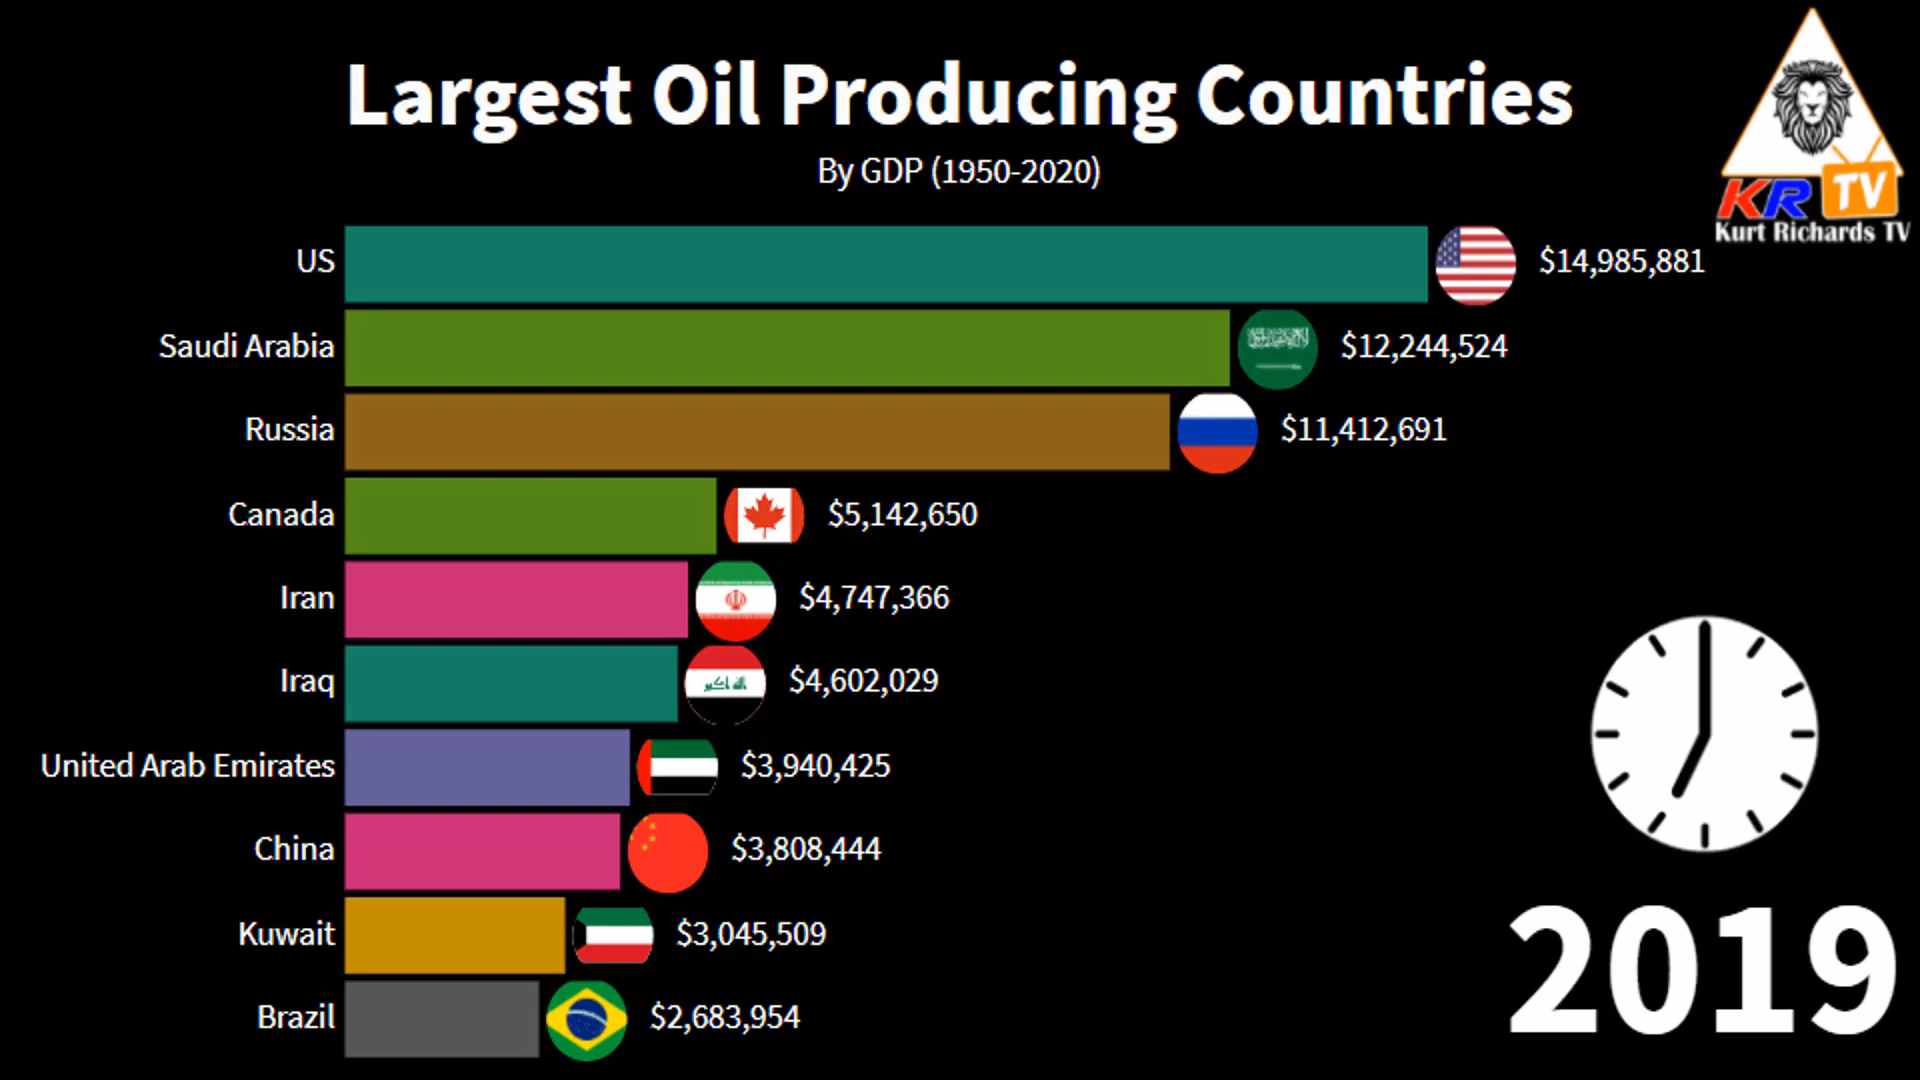 Largest Oil Producing Countries
By GDP (1950-2020)
KR TV
Kurt Richards TV
US $14,985,881
Saudi Arabia $12,244,524
Russia $11,412,691
Canada $5,142,650
Iran $4,747,366
Iraq $4,602,029
United Arab Emirates $3,940,425
China $3,808,444
Kuwait $3,045,509
Brazil $2,683,954
2019